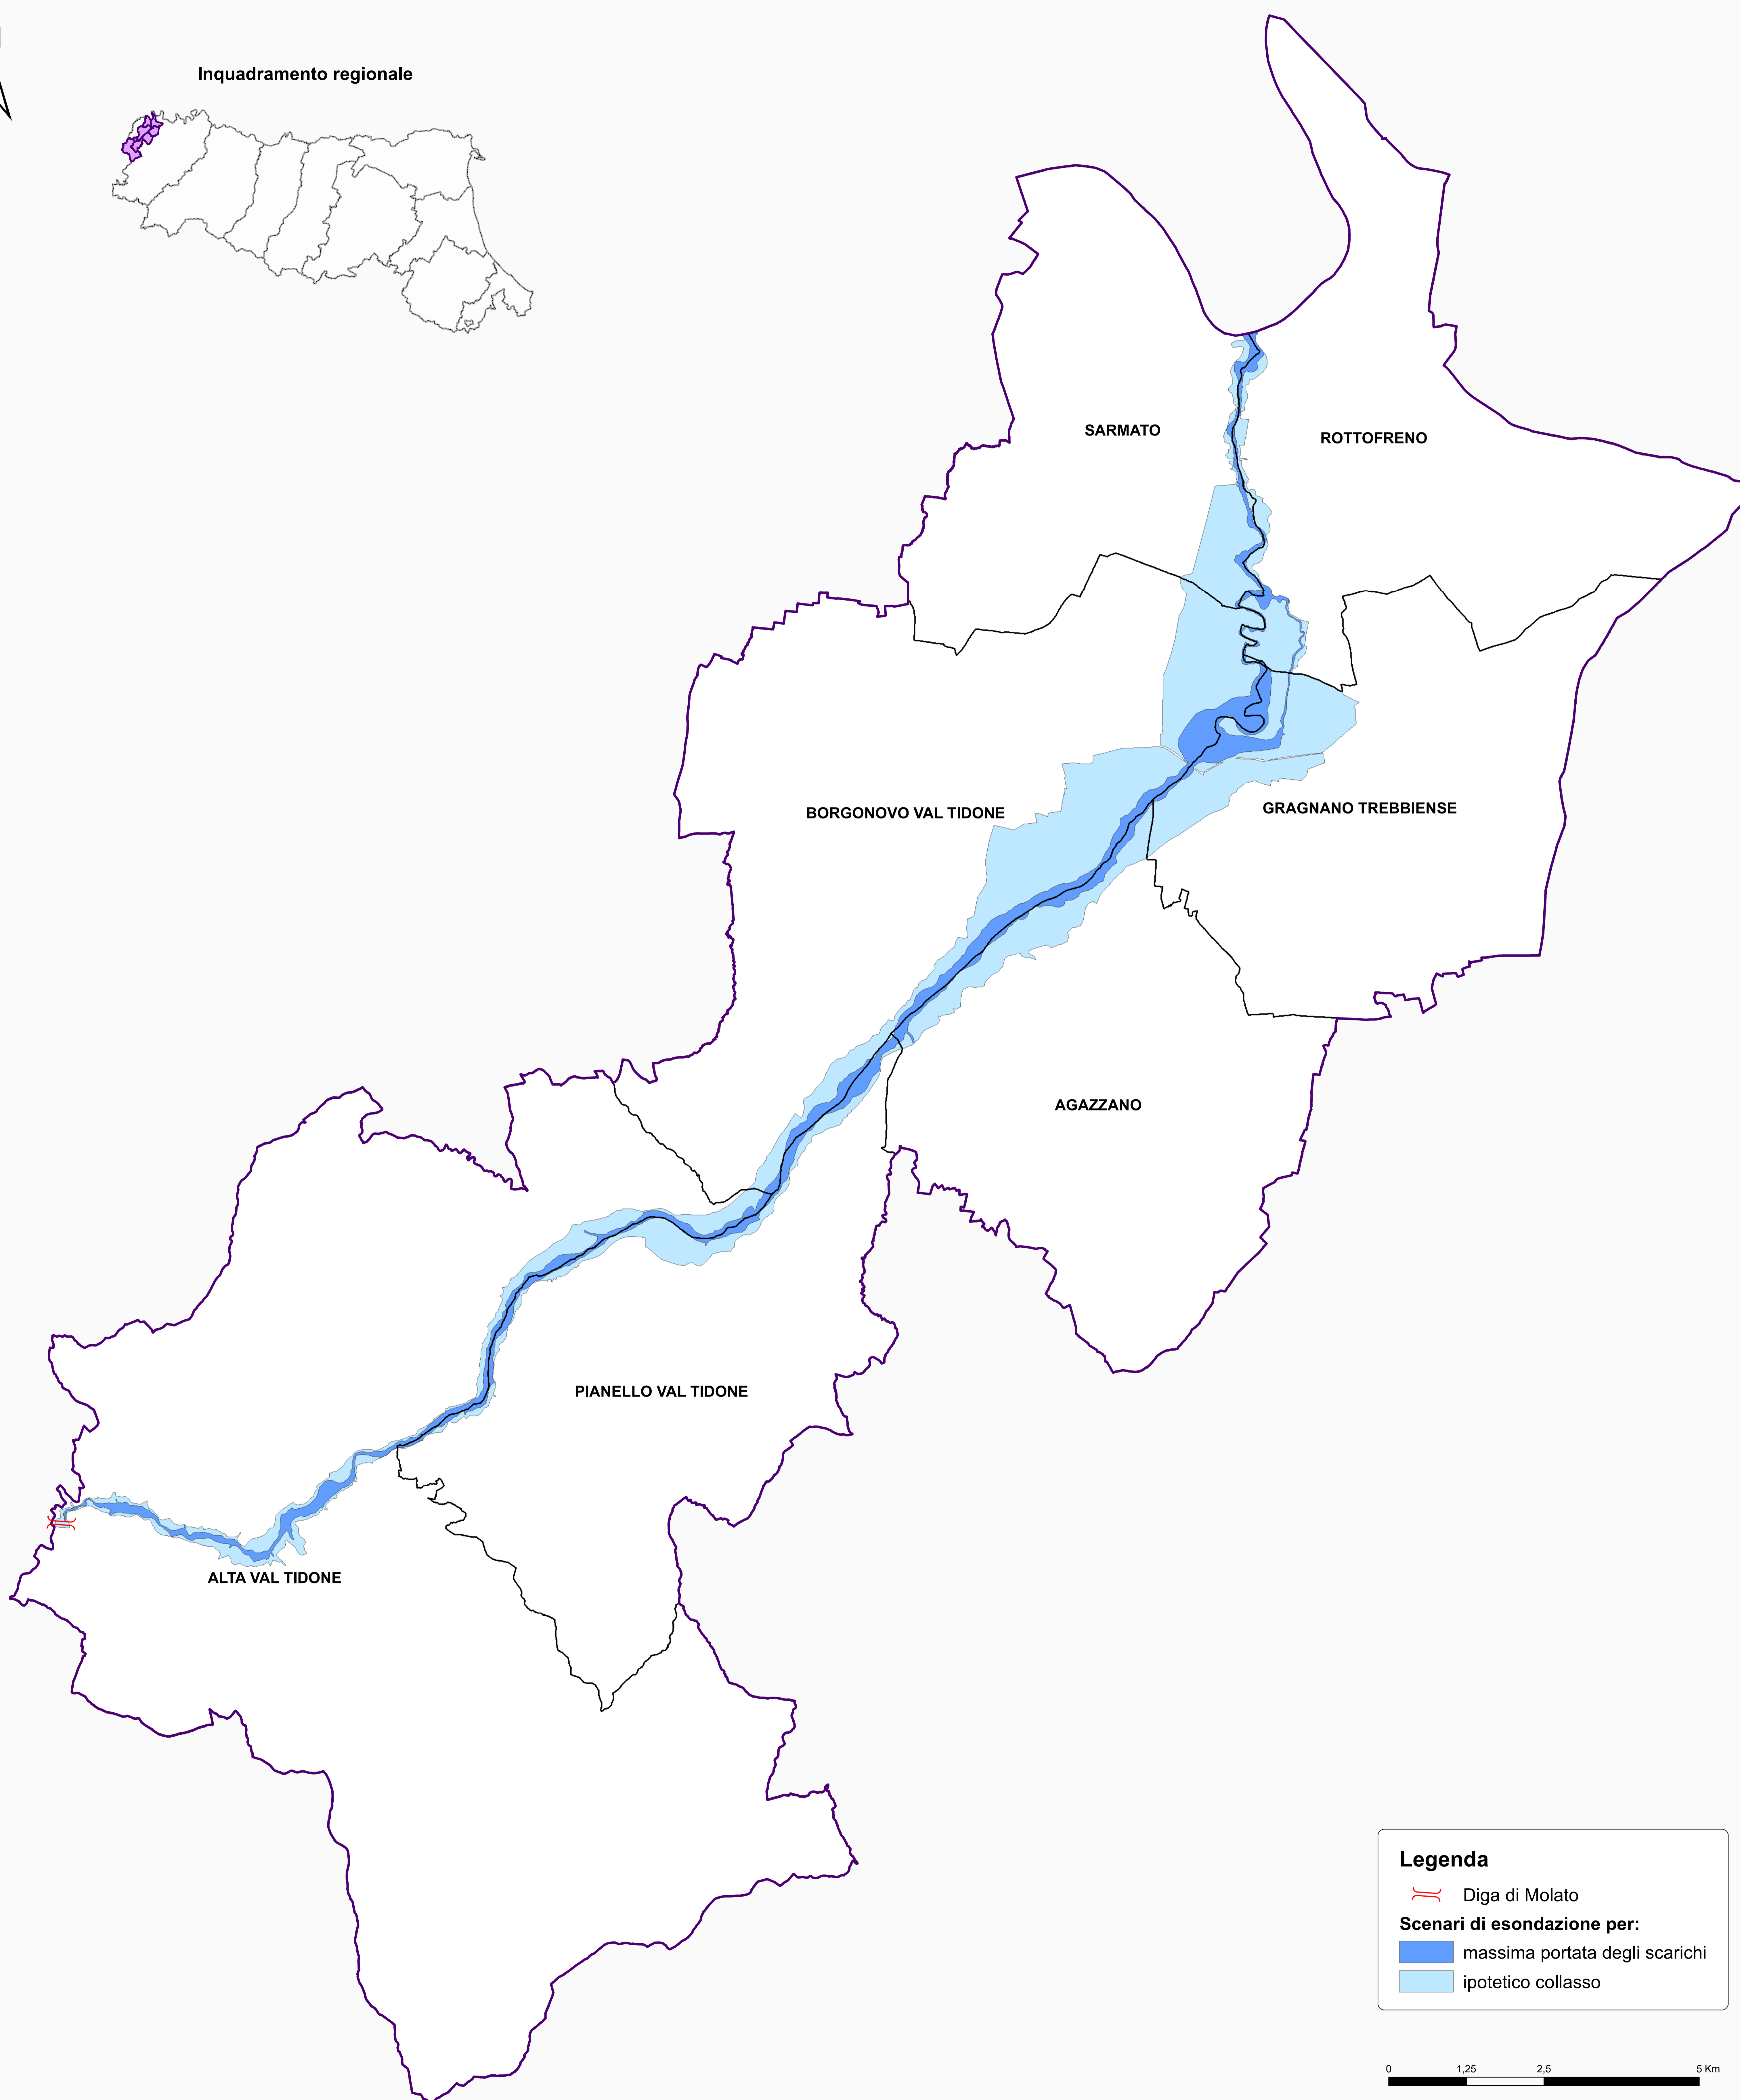 Inquadramento regionale
SARMATO
ROTTOFRENO
BORGONOVO VAL TIDONE
GRAGNANO TREBBIENSE
AGAZZANO
PIANELLO VAL TIDONE
ALTA VAL TIDONE
Legenda
Diga di Molato
Scenari di esondazione per:
massima portata degli scarichi
ipotetico collasso
0 1,25 2,5 5 Km